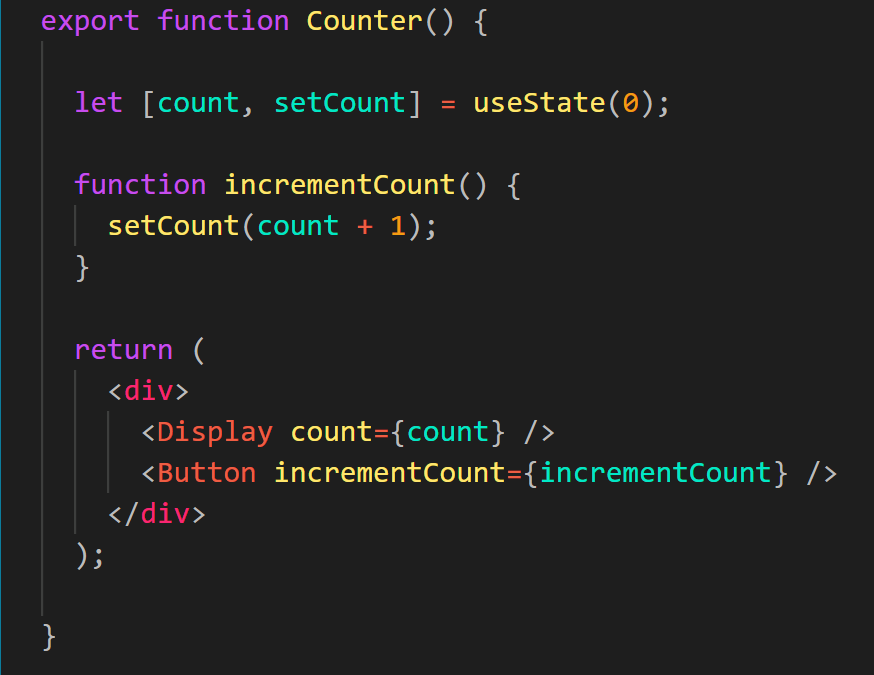 export function Counter() {
let [count, setCount] = useState(0);
function incrementCount() {
setCount(count + 1);
}
return (
<div>
<Display count={count} />
<Button incrementCount={incrementCount} />
</div>
);
}